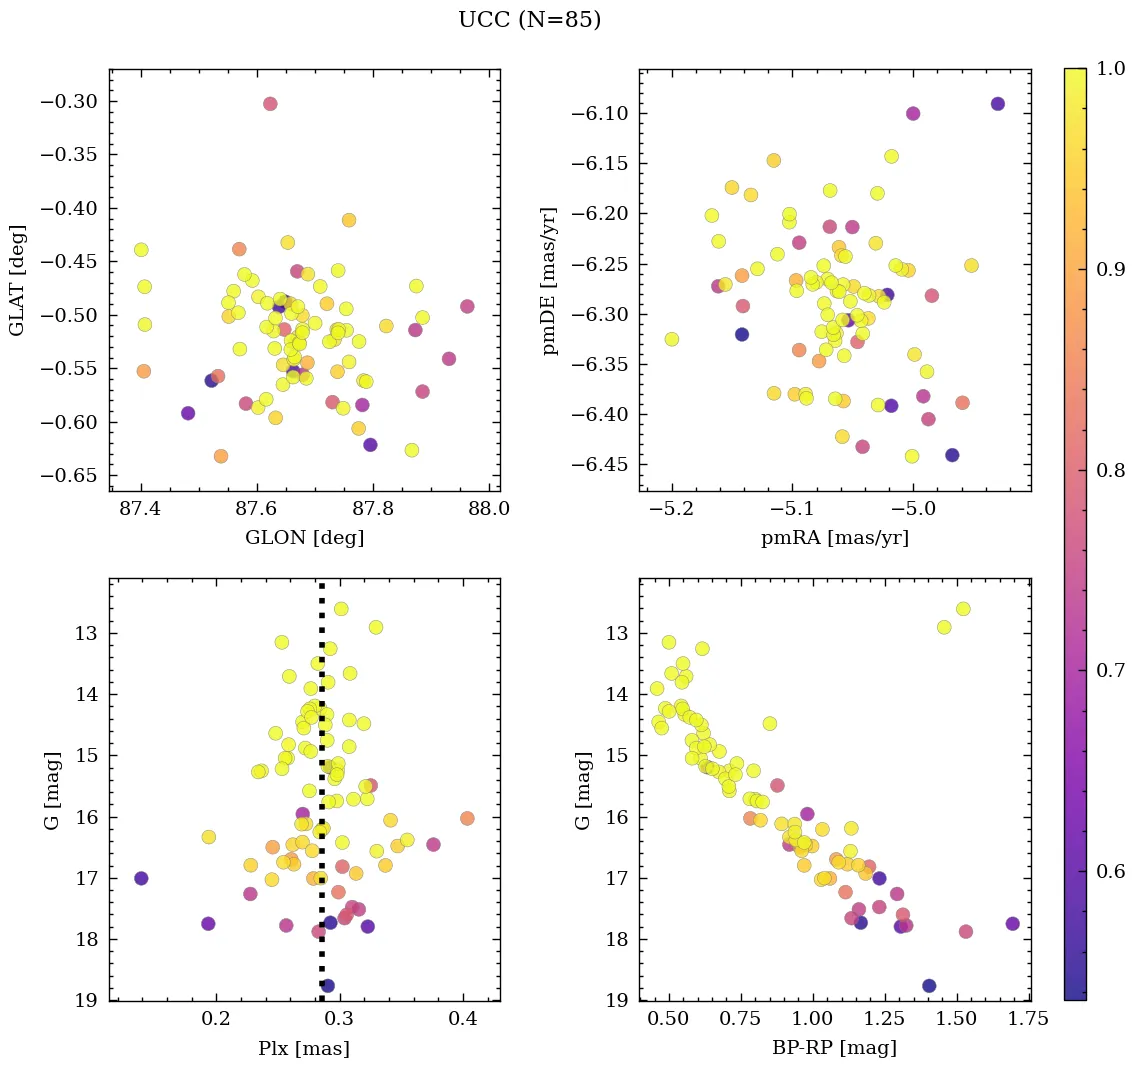 UCC (N=85)
−0.30
−0.35
−0.40
−0.45
−0.50
−0.55
−0.60
−0.65
GLAT [deg]
87.4 87.6 87.8 88.0
GLON [deg]
−6.10
−6.15
−6.20
−6.25
−6.30
−6.35
−6.40
−6.45
pmDE [mas/yr]
−5.2 −5.1 −5.0
pmRA [mas/yr]
1.0
0.9
0.8
0.7
0.6
13
14
15
16
17
18
19
G [mag]
0.2 0.3 0.4
Plx [mas]
13
14
15
16
17
18
19
G [mag]
0.50 0.75 1.00 1.25 1.50 1.75
BP-RP [mag]